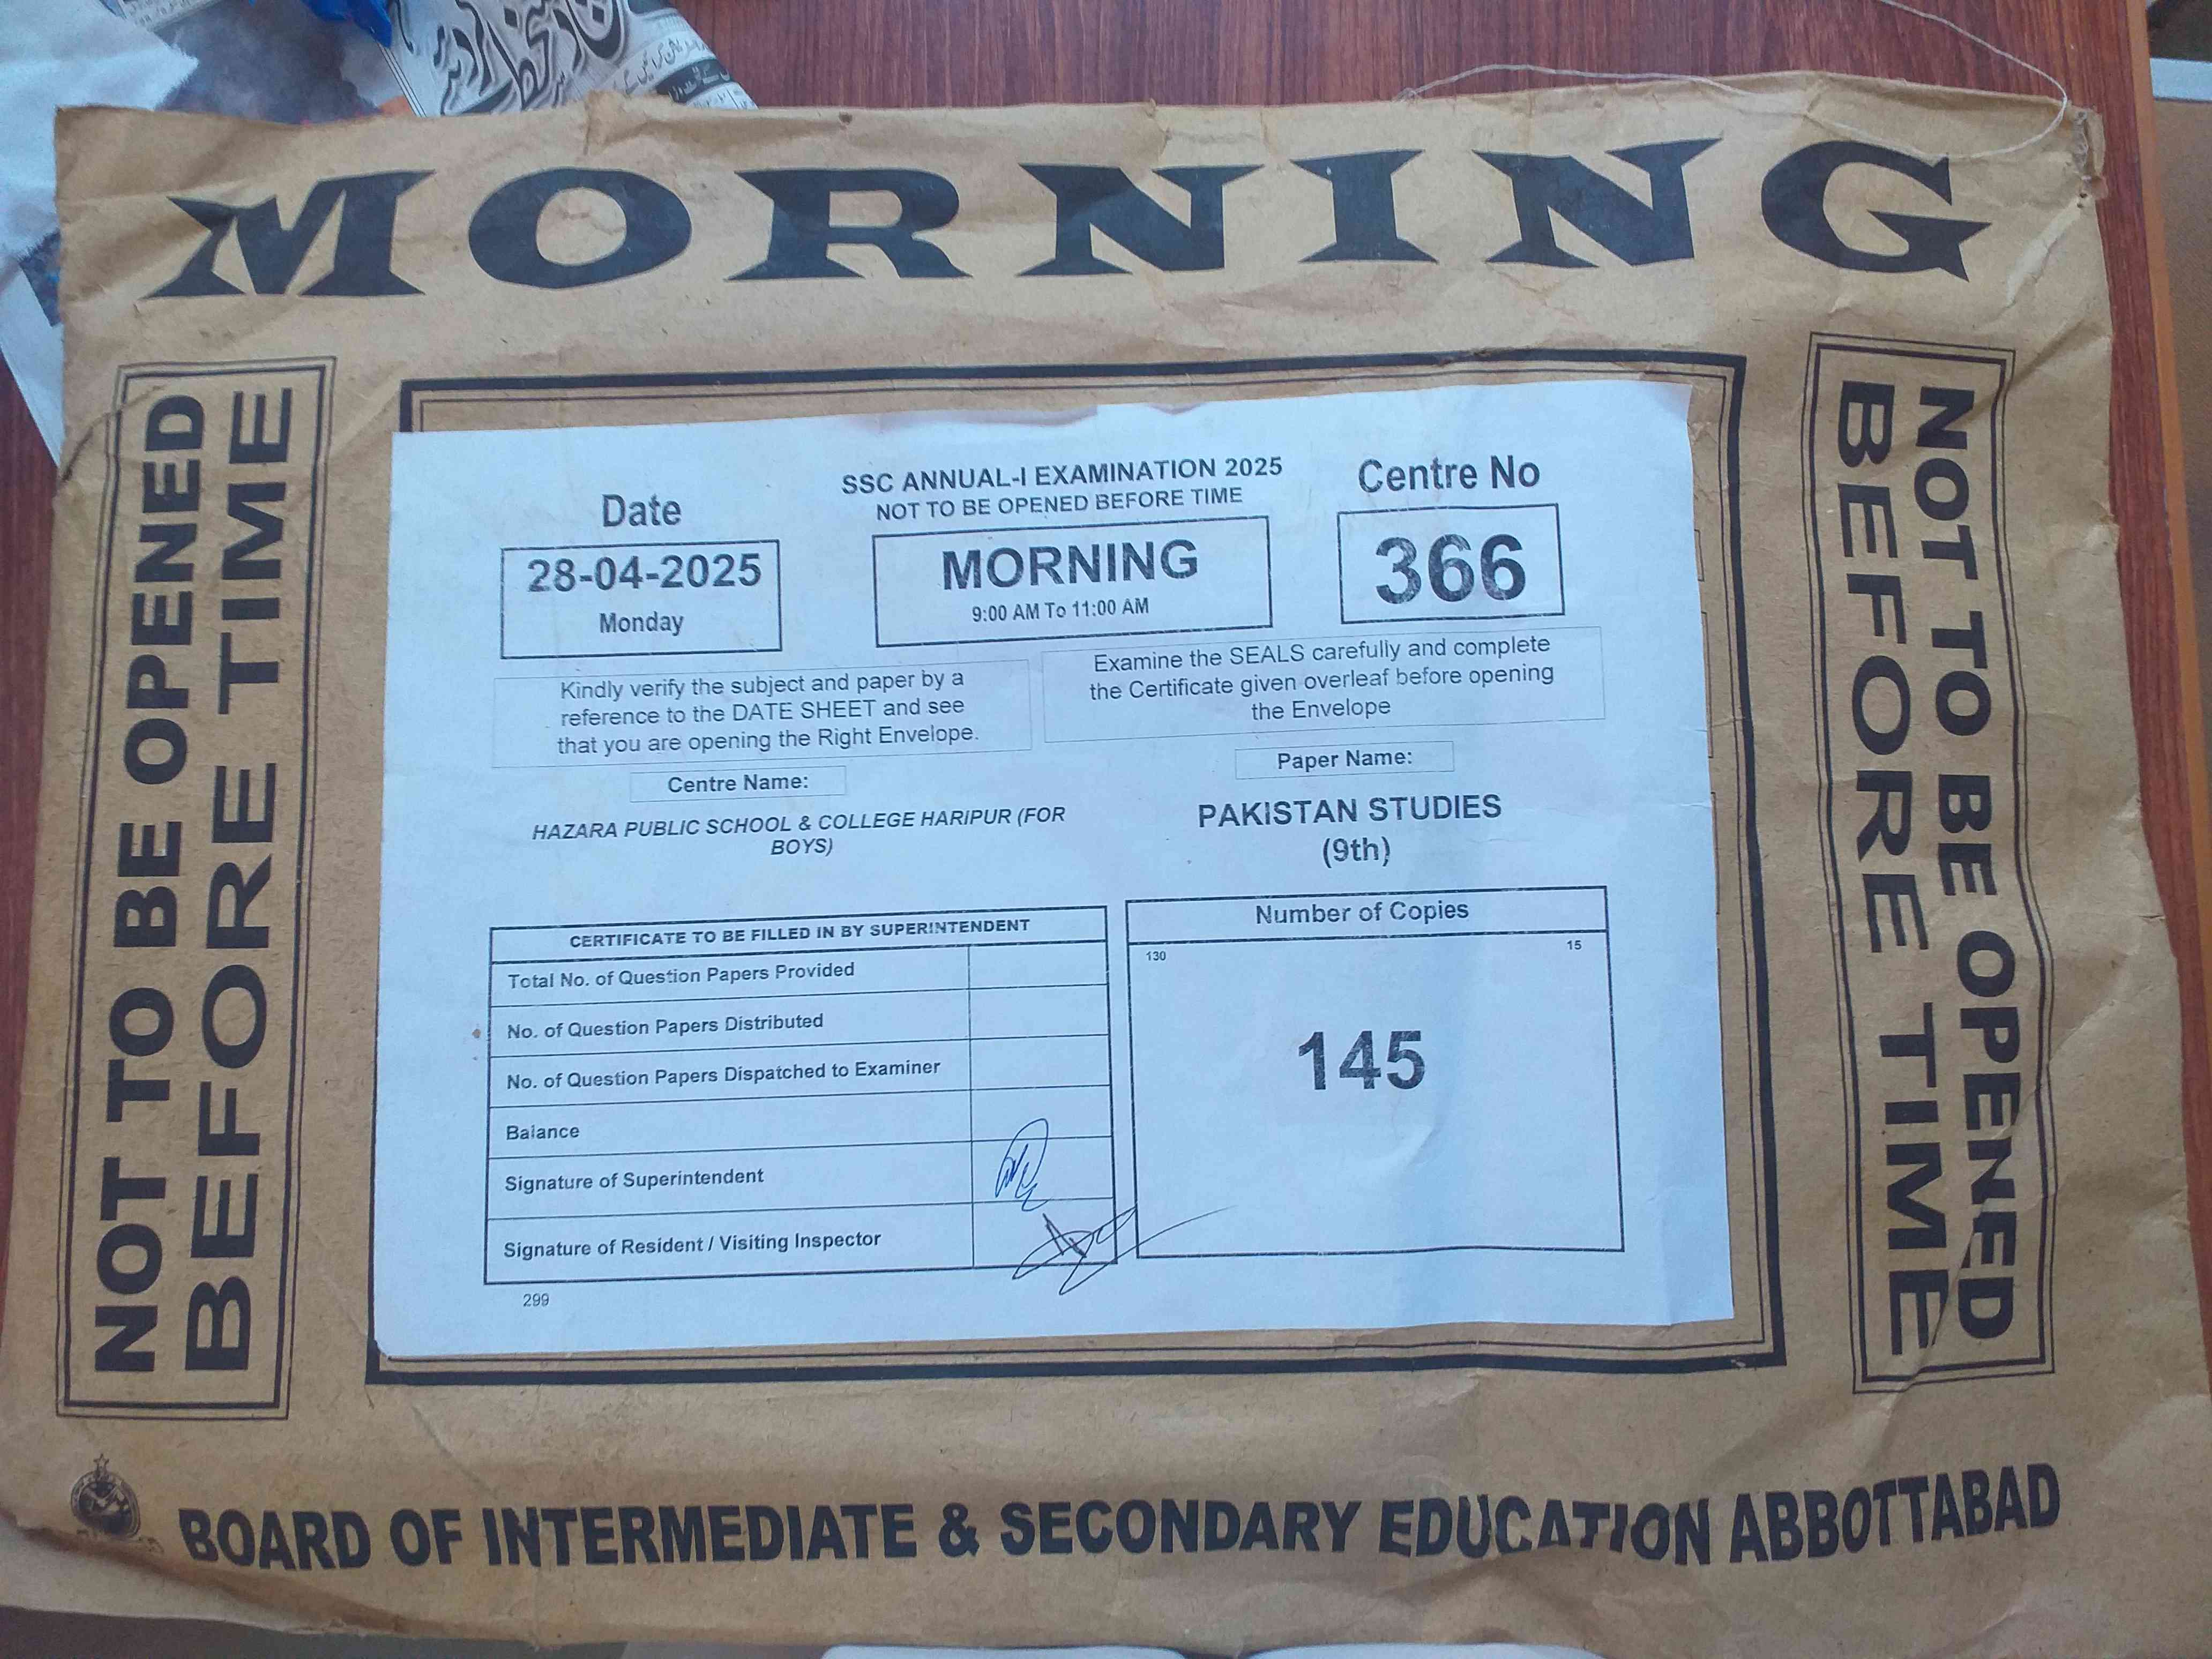 MORNING
NOT TO BE OPENED
BEFORE TIME
SSC ANNUAL-I EXAMINATION 2025
NOT TO BE OPENED BEFORE TIME
Date
28-04-2025
Monday
MORNING
9:00 AM To 11:00 AM
Centre No
366
Kindly verify the subject and paper by a
reference to the DATE SHEET and see
that you are opening the Right Envelope.
Examine the SEALS carefully and complete
the Certificate given overleaf before opening
the Envelope
Centre Name:
HAZARA PUBLIC SCHOOL & COLLEGE HARIPUR (FOR
BOYS)
Paper Name:
PAKISTAN STUDIES
(9th)
CERTIFICATE TO BE FILLED IN BY SUPERINTENDENT
Total No. of Question Papers Provided
No. of Question Papers Distributed
No. of Question Papers Dispatched to Examiner
Balance
Signature of Superintendent
Signature of Resident / Visiting Inspector
299
Number of Copies
130
15
145
NOT TO BE OPENED
BEFORE TIME
BOARD OF INTERMEDIATE & SECONDARY EDUCATION ABBOTTABAD